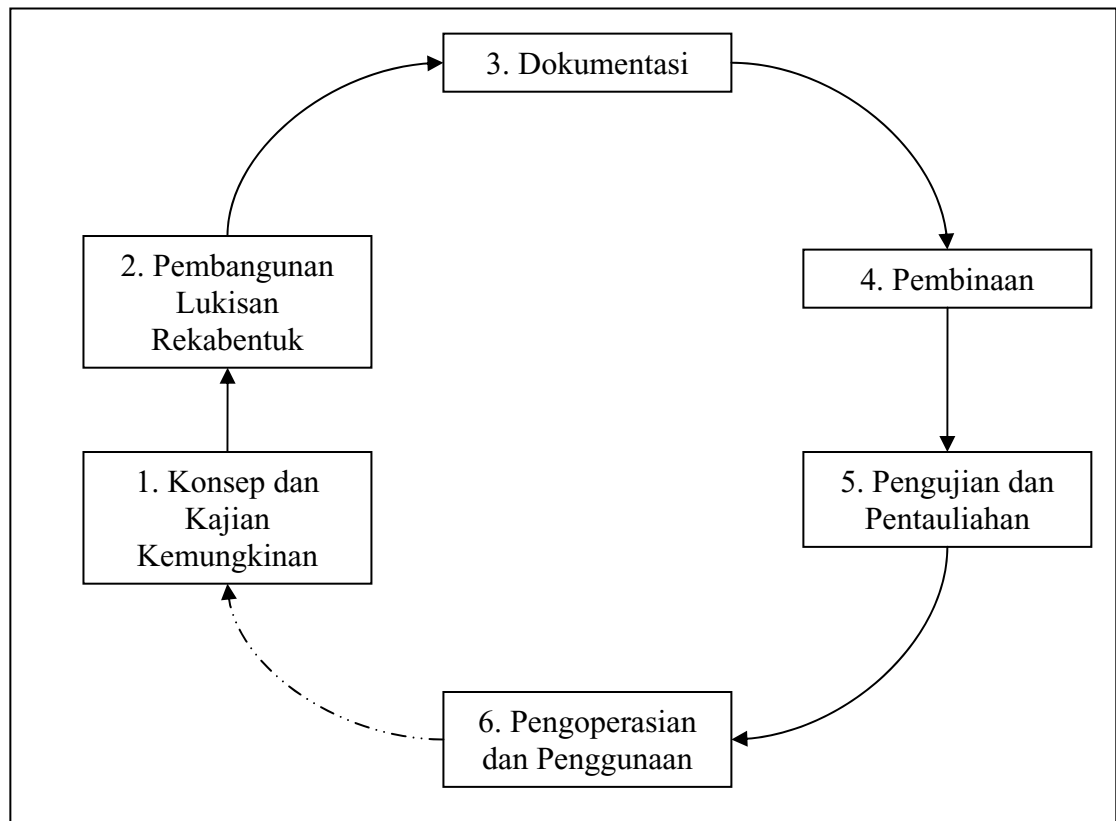 3. Dokumentasi
2. Pembangunan
Lukisan
Rekabentuk
4. Pembinaan
1. Konsep dan
Kajian
Kemungkinan
5. Pengujian dan
Pentauliahan
6. Pengoperasian
dan Penggunaan